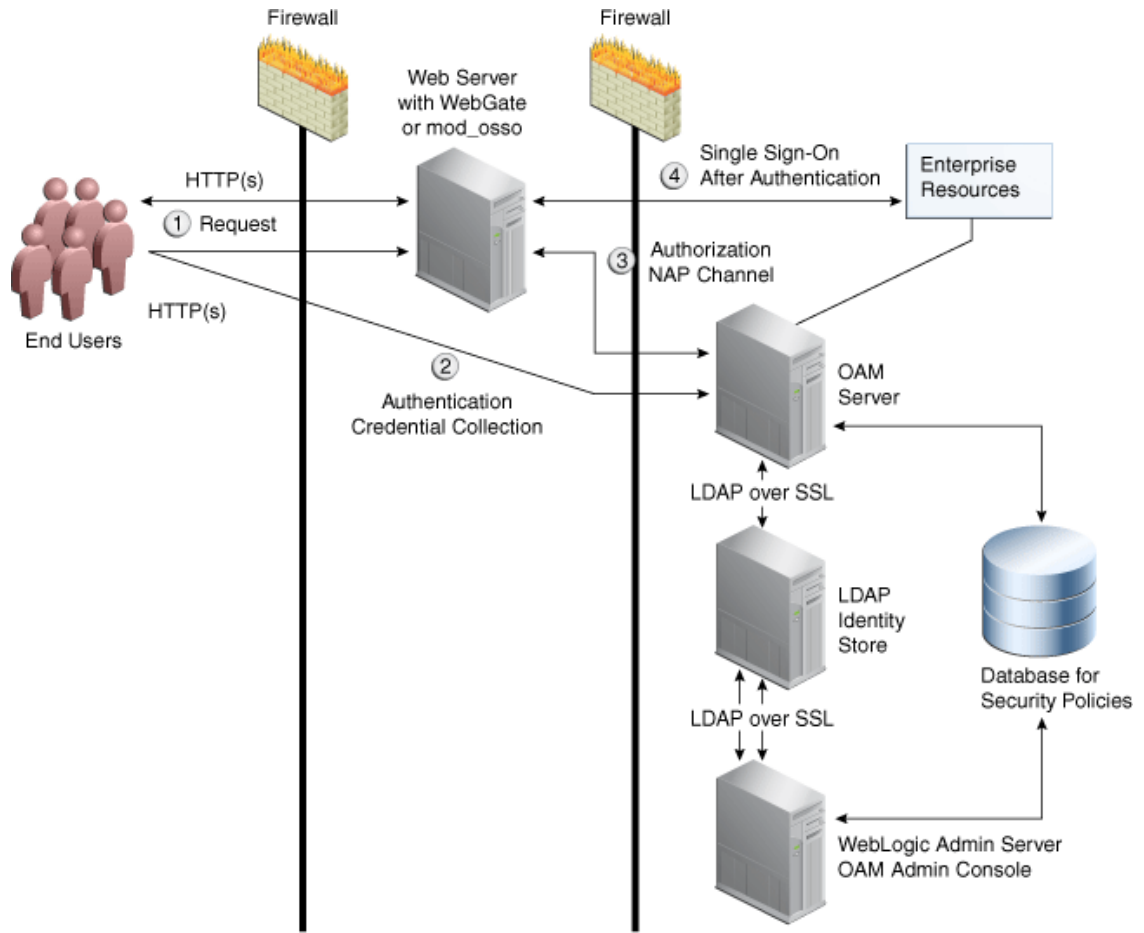 Firewall
Firewall
Web Server
with WebGate
or mod_osso
HTTP(s)
1 Request
4 Single Sign-On
After Authentication
Enterprise
Resources
3 Authorization
NAP Channel
HTTP(s)
End Users
2
Authentication
Credential Collection
OAM
Server
LDAP over SSL
LDAP
Identity
Store
Database for
Security Policies
LDAP over SSL
WebLogic Admin Server
OAM Admin Console